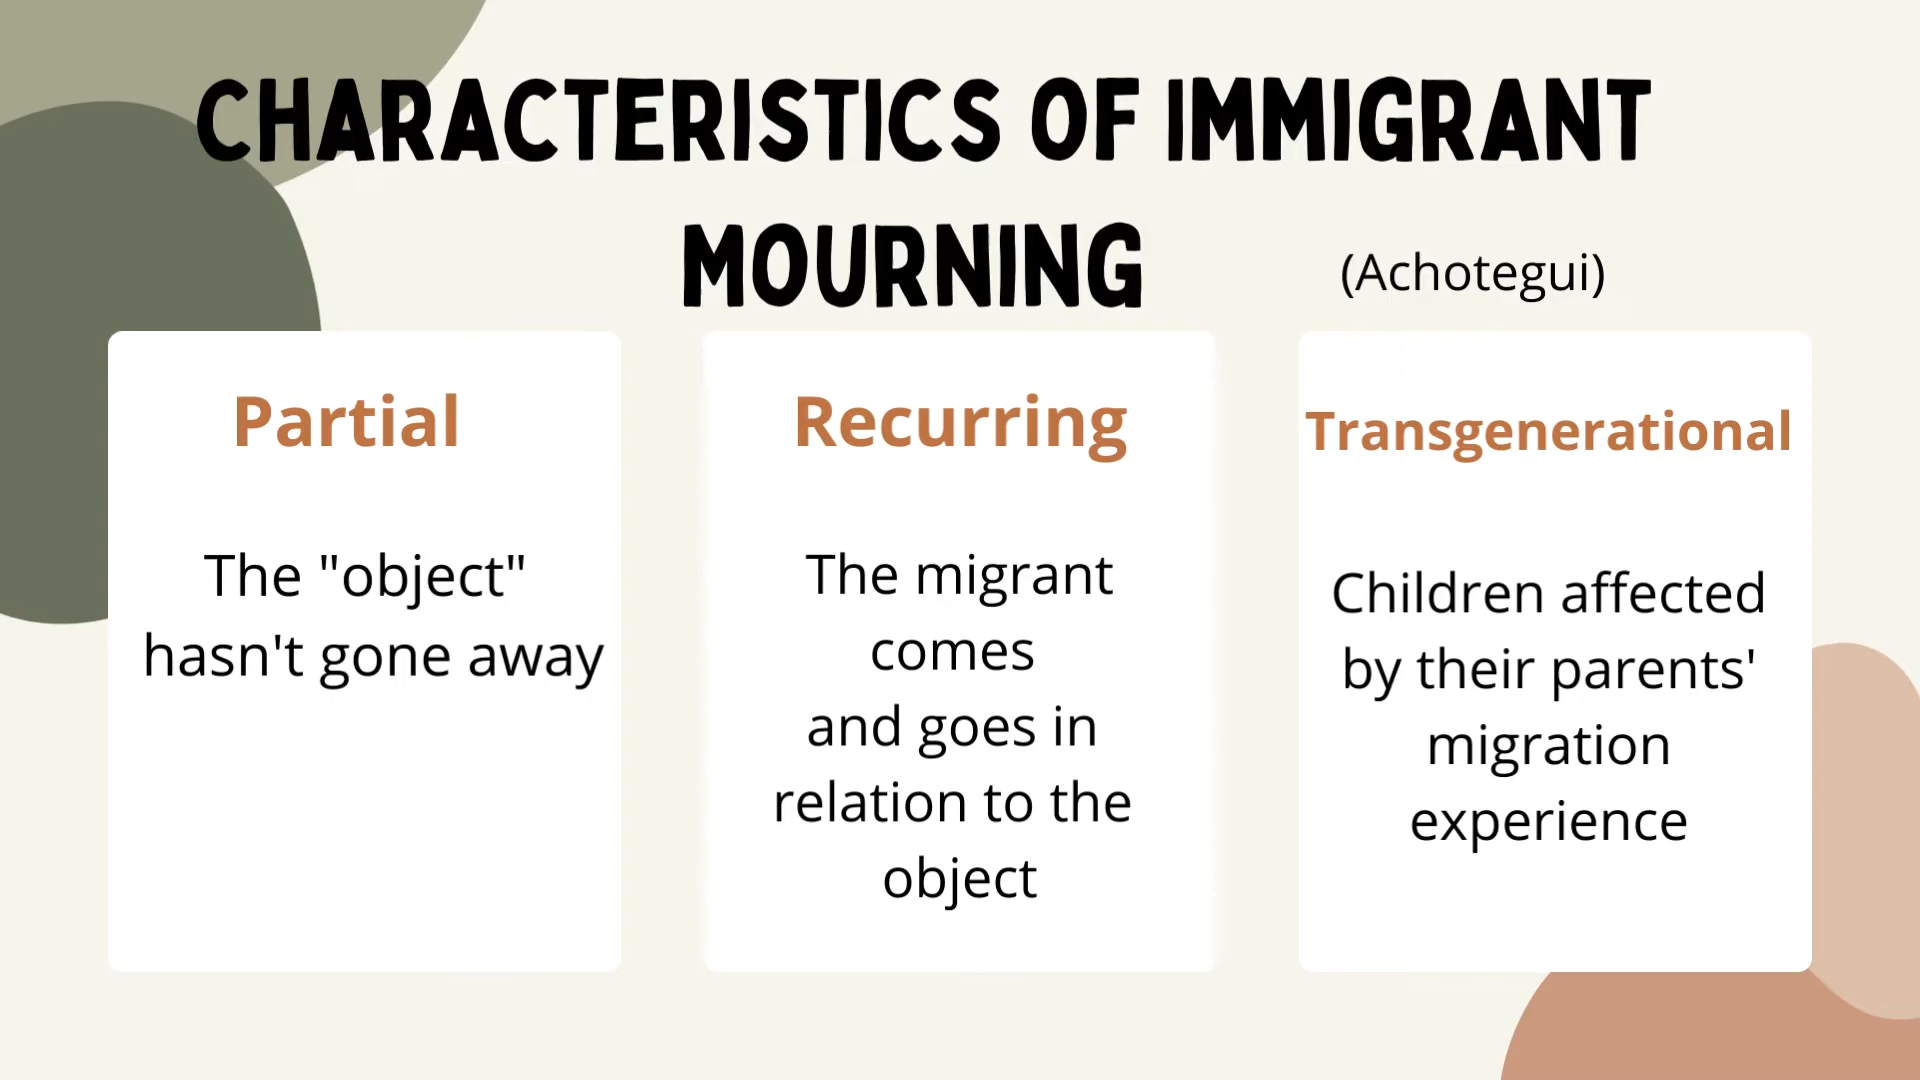 CHARACTERISTICS OF IMMIGRANT
MOURNING
(Achotegui)
Partial
The "object"
hasn't gone away
Recurring
The migrant
comes
and goes in
relation to the
object
Transgenerational
Children affected
by their parents'
migration
experience